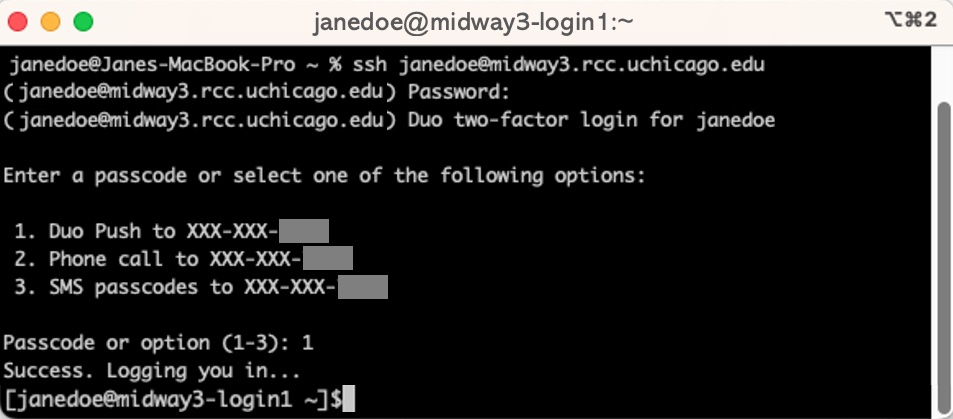 janedoe@midway3-login1:~
⌥⌘2
janedoe@Janes-MacBook-Pro ~ % ssh janedoe@midway3.rcc.uchicago.edu
(janedoe@midway3.rcc.uchicago.edu) Password:
(janedoe@midway3.rcc.uchicago.edu) Duo two-factor login for janedoe
Enter a passcode or select one of the following options:
1. Duo Push to XXX-XXX-
2. Phone call to XXX-XXX-
3. SMS passcodes to XXX-XXX-
Passcode or option (1-3): 1
Success. Logging you in...
[janedoe@midway3-login1 ~]$